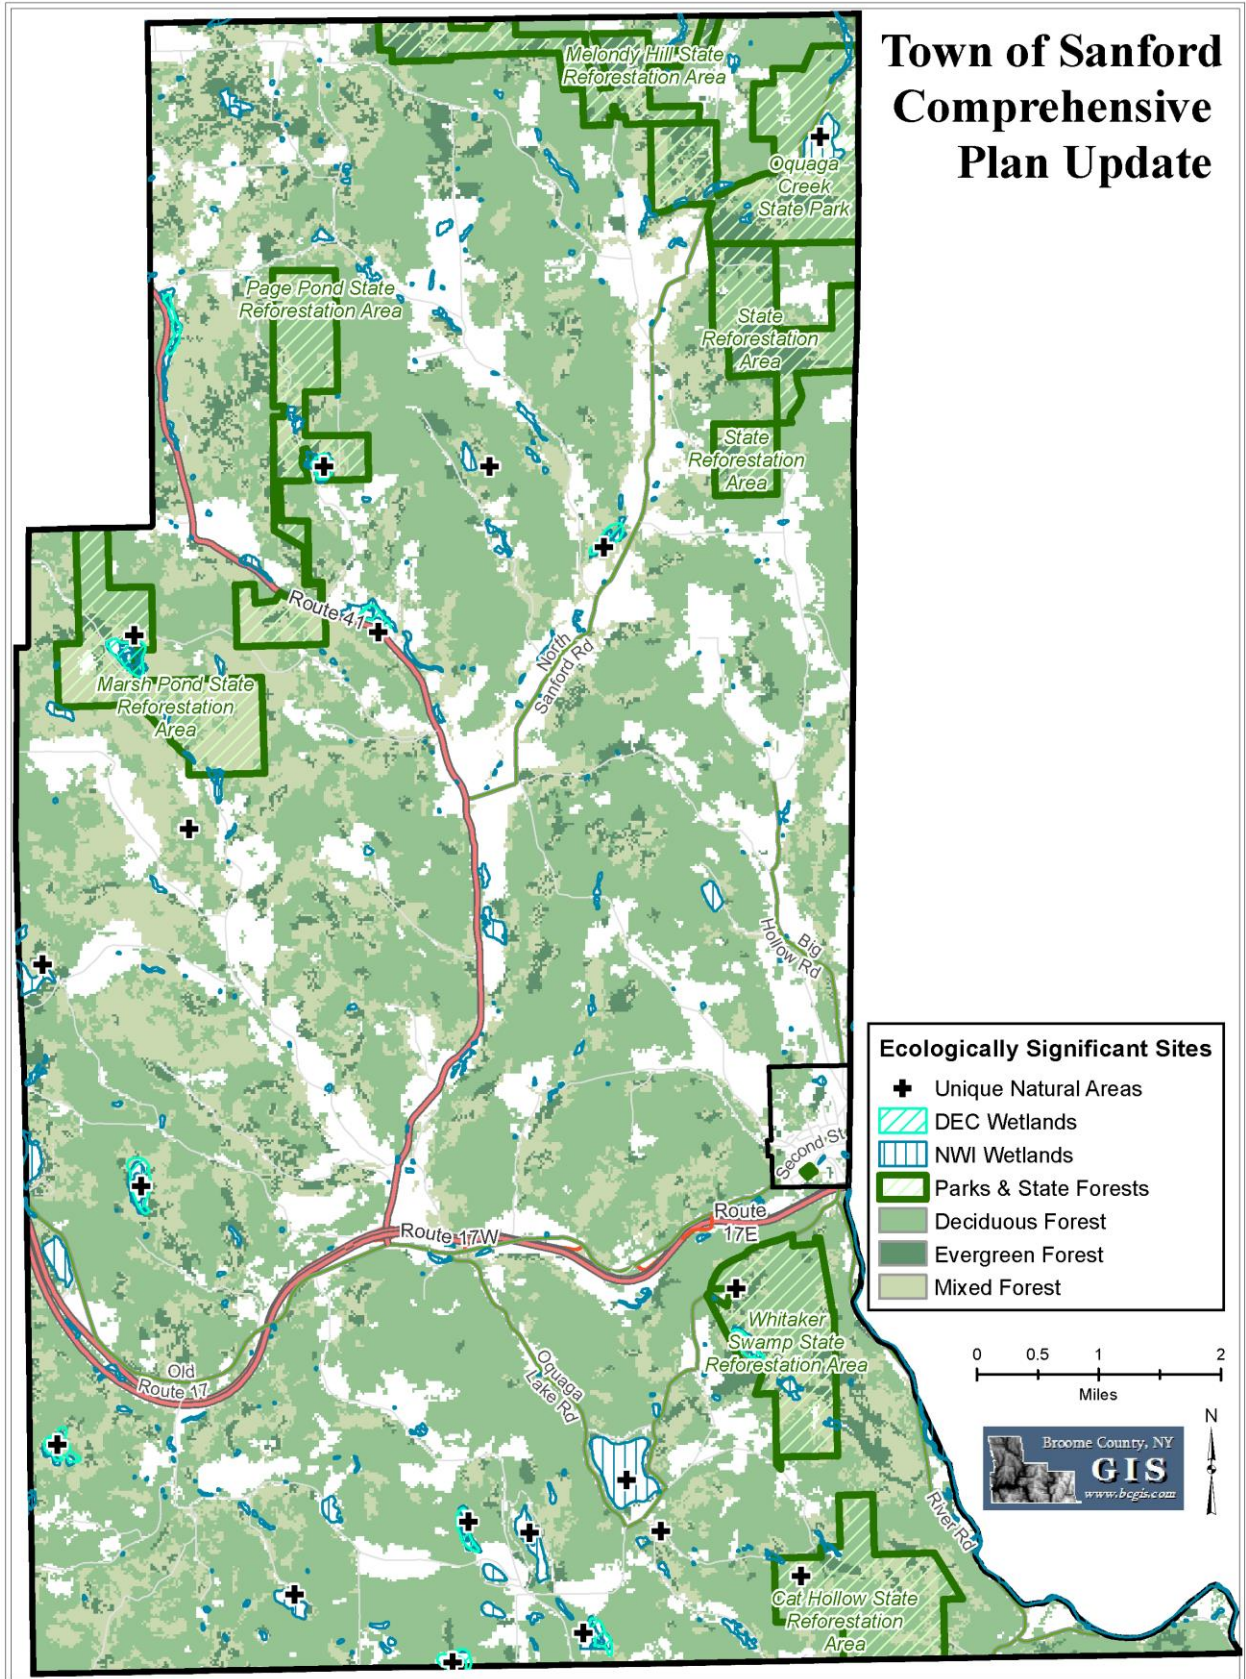 Town of Sanford
Comprehensive
Plan Update
Melondy Hill State
Reforestation Area
Oquaga
Creek
State Park
Page Pond State
Reforestation Area
State
Reforestation
Area
State
Reforestation
Area
Route 41
North
Sanford Rd
Marsh Pond State
Reforestation
Area
Big
Hollow Rd
Second St
Route 17W
Route
17E
Old
Route 17
Oquaga
Lake Rd
Whitaker
Swamp State
Reforestation Area
River Rd
Cat Hollow State
Reforestation
Area
Ecologically Significant Sites
Unique Natural Areas
DEC Wetlands
NWI Wetlands
Parks & State Forests
Deciduous Forest
Evergreen Forest
Mixed Forest
0 0.5 1 2
Miles
N
Broome County, NY
GIS
www.bcgis.com